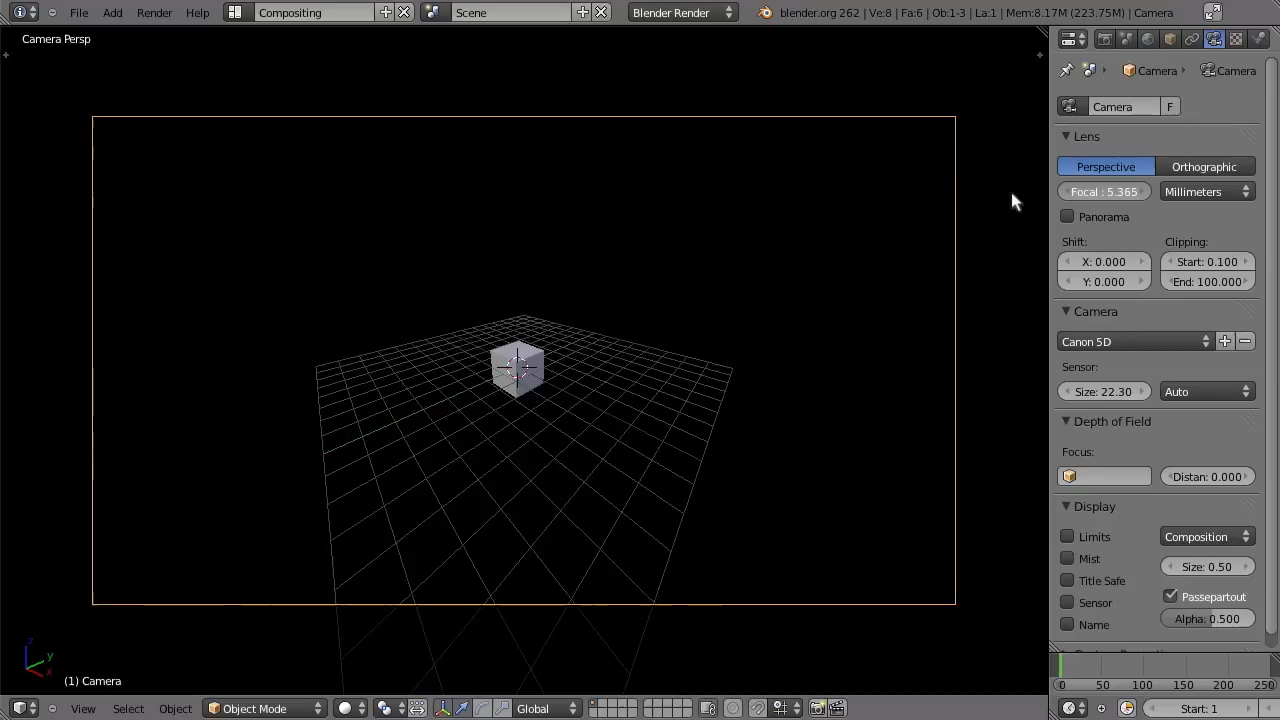 File Add Render Help Compositing Scene Blender Render blender.org 262 | Ve:8 | Fa:6 | Ob:1-3 | La:1 | Mem:8.17M (223.75M) | Camera
Camera Persp
Camera Camera
Camera F
Lens
Perspective Orthographic
Focal : 5.365 Millimeters
Panorama
Shift: Clipping:
X: 0.000 Start: 0.100
Y: 0.000 End: 100.000
Camera
Canon 5D
Sensor:
Size: 22.30 Auto
Depth of Field
Focus:
Distan: 0.000
Display
Limits Composition
Mist Size: 0.50
Title Safe
Passepartout
Sensor
Alpha: 0.500
Name
z
y
x
(1) Camera
0 50 100 150 200 250
View Select Object Object Mode Global Start: 1